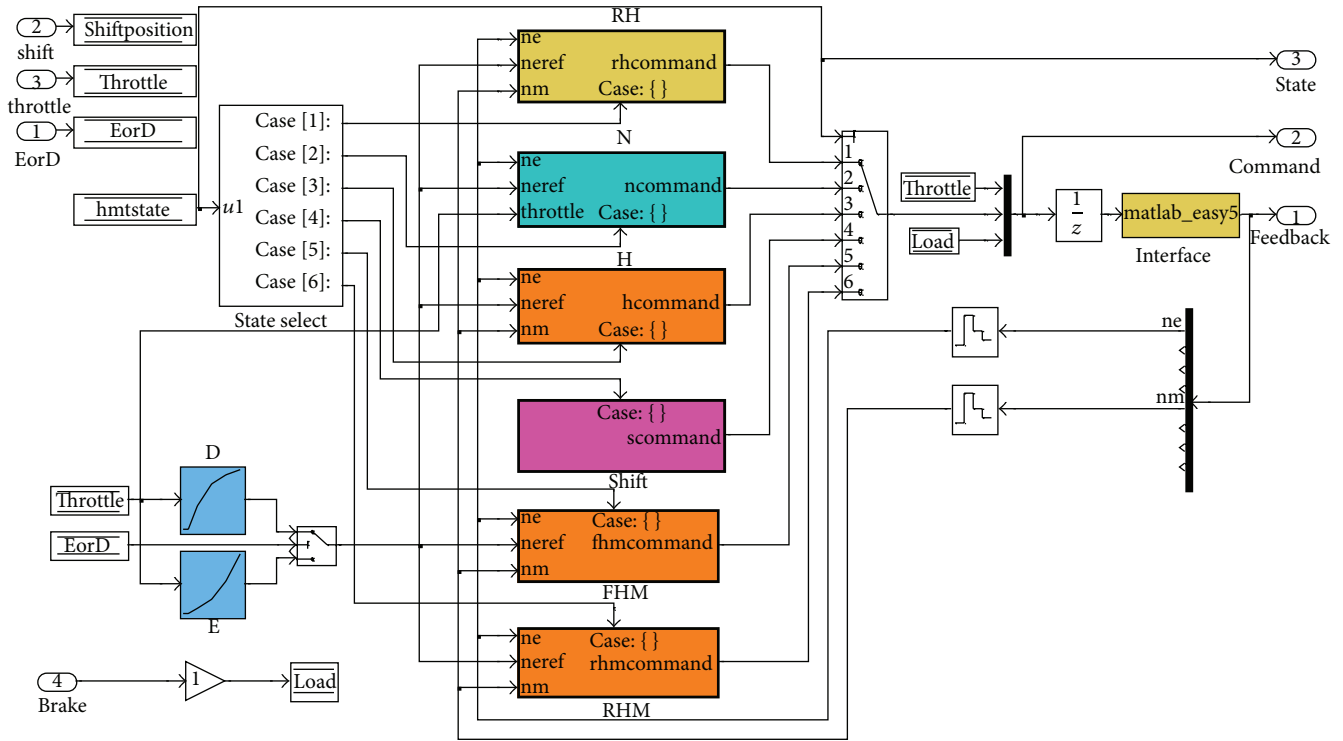 2
shift
Shiftposition
3
throttle
Throttle
1
EorD
EorD
hmtstate
u1
Case [1]:
Case [2]:
Case [3]:
Case [4]:
Case [5]:
Case [6]:
State select
RH
ne
neref
nm
rhcommand
Case: { }
N
ne
neref
throttle
ncommand
Case: { }
H
ne
neref
nm
hcommand
Case: { }
Case: { }
scommand
Shift
ne
neref
nm
Case: { }
fhmcommand
FHM
ne
neref
nm
Case: { }
rhmcommand
RHM
1
2
3
4
5
6
Throttle
Load
1
z
matlab_easy5
Interface
3
State
2
Command
1
Feedback
ne
nm
D
Throttle
EorD
E
4
Brake
1
Load